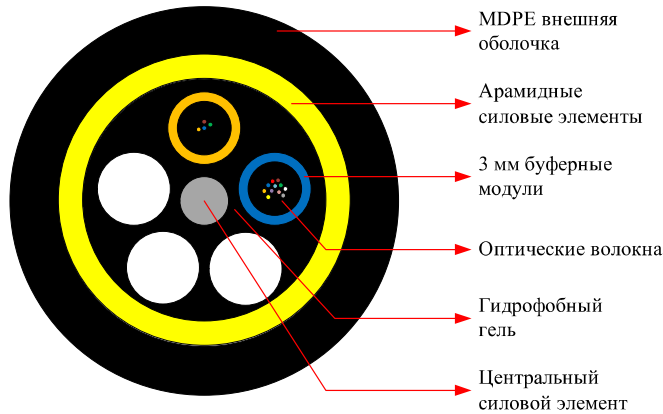 MDPE внешняя
оболочка
Арамидные
силовые элементы
3 мм буферные
модули
Оптические волокна
Гидрофобный
гель
Центральный
силовой элемент